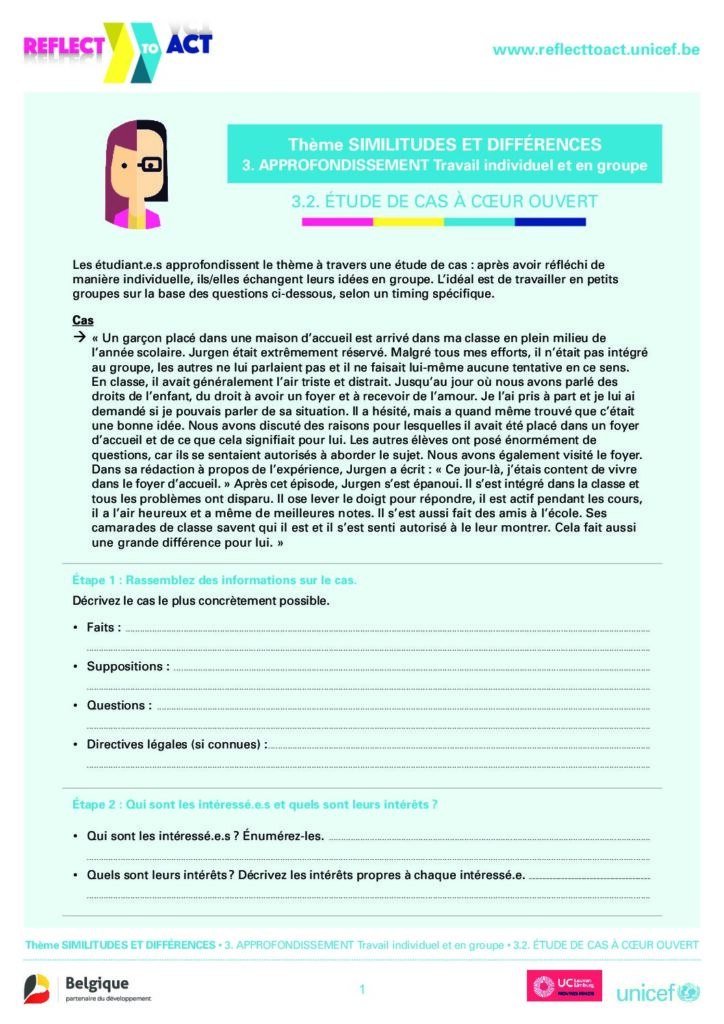 REFLECT TO ACT
www.reflecttoact.unicef.be
Thème SIMILITUDES ET DIFFÉRENCES
3. APPROFONDISSEMENT Travail individuel et en groupe
3.2. ÉTUDE DE CAS À CŒUR OUVERT
Les étudiant.e.s approfondissent le thème à travers une étude de cas : après avoir réfléchi de
manière individuelle, ils/elles échangent leurs idées en groupe. L’idéal est de travailler en petits
groupes sur la base des questions ci-dessous, selon un timing spécifique.
Cas
→ « Un garçon placé dans une maison d’accueil est arrivé dans ma classe en plein milieu de
l’année scolaire. Jurgen était extrêmement réservé. Malgré tous mes efforts, il n’était pas intégré
au groupe, les autres ne lui parlaient pas et il ne faisait lui-même aucune tentative en ce sens.
En classe, il avait généralement l’air triste et distrait. Jusqu’au jour où nous avons parlé des
droits de l’enfant, du droit à avoir un foyer et à recevoir de l’amour. Je l’ai pris à part et je lui ai
demandé si je pouvais parler de sa situation. Il a hésité, mais a quand même trouvé que c’était
une bonne idée. Nous avons discuté des raisons pour lesquelles il avait été placé dans un foyer
d’accueil et de ce que cela signifiait pour lui. Les autres élèves ont posé énormément de
questions, car ils se sentaient autorisés à aborder le sujet. Nous avons également visité le foyer.
Dans sa rédaction à propos de l’expérience, Jurgen a écrit : « Ce jour-là, j’étais content de vivre
dans le foyer d’accueil. » Après cet épisode, Jurgen s’est épanoui. Il s’est intégré dans la classe et
tous les problèmes ont disparu. Il ose lever le doigt pour répondre, il est actif pendant les cours,
il a l’air heureux et a même de meilleures notes. Il s’est aussi fait des amis à l’école. Ses
camarades de classe savent qui il est et il s’est senti autorisé à le leur montrer. Cela fait aussi
une grande différence pour lui. »
Étape 1 : Rassemblez des informations sur le cas.
Décrivez le cas le plus concrètement possible.
• Faits :
• Suppositions :
• Questions :
• Directives légales (si connues) :
Étape 2 : Qui sont les intéressé.e.s et quels sont leurs intérêts ?
• Qui sont les intéressé.e.s ? Énumérez-les.
• Quels sont leurs intérêts ? Décrivez les intérêts propres à chaque intéressé.e.
Thème SIMILITUDES ET DIFFÉRENCES • 3. APPROFONDISSEMENT Travail individuel et en groupe • 3.2. ÉTUDE DE CAS À CŒUR OUVERT
Belgique
partenaire du développement
1
UC Leuven Limburg
unicef